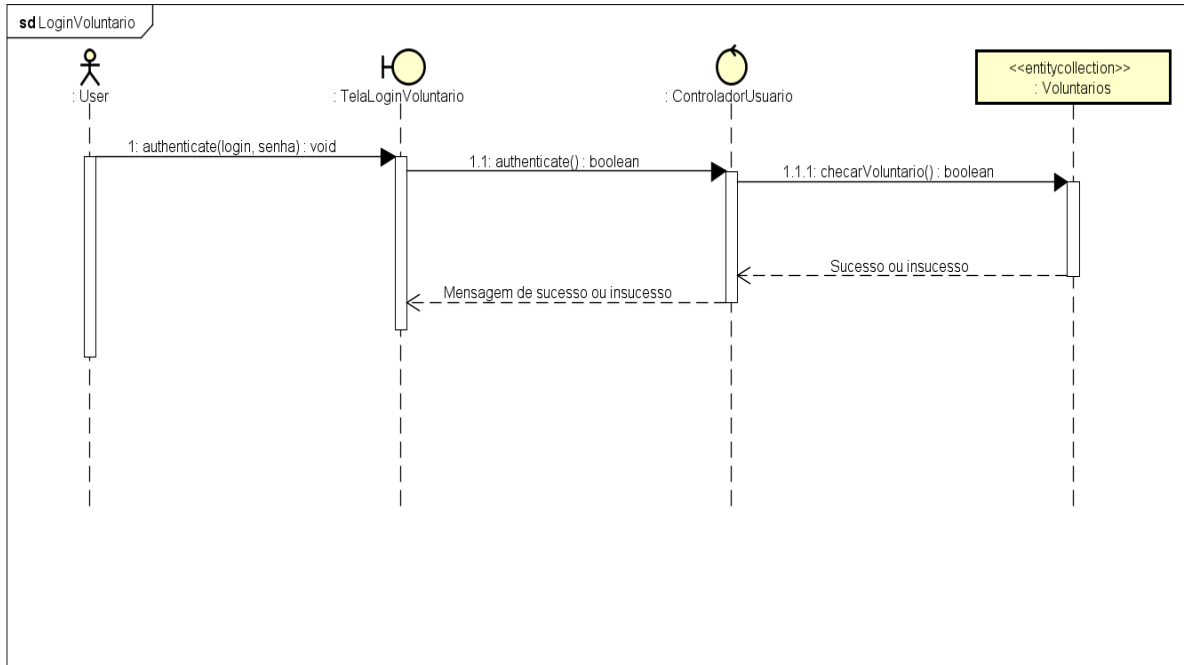 sd LoginVoluntario
: User
: TelaLoginVoluntario
: ControladorUsuario
<<entitycollection>>
: Voluntarios
1: authenticate(login, senha) : void
1.1: authenticate() : boolean
1.1.1: checarVoluntario() : boolean
Sucesso ou insucesso
Mensagem de sucesso ou insucesso